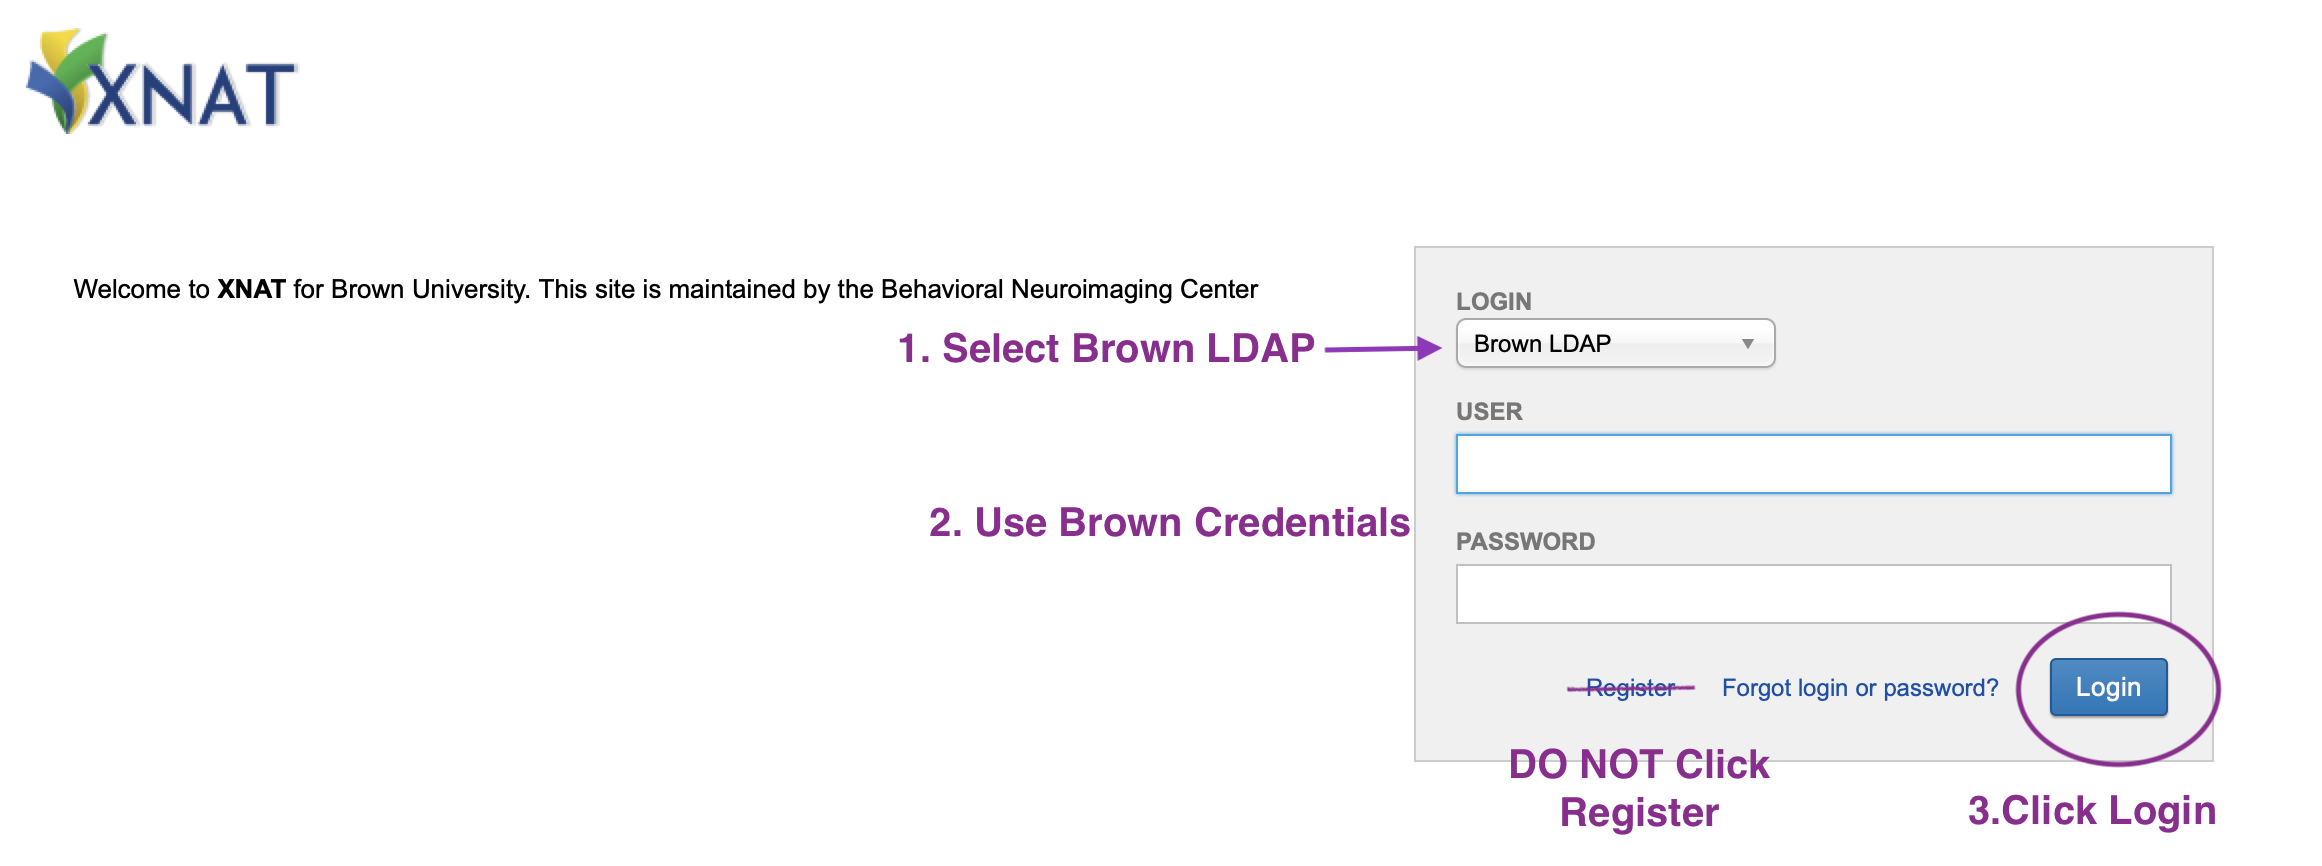 XNAT
Welcome to XNAT for Brown University. This site is maintained by the Behavioral Neuroimaging Center
LOGIN
1. Select Brown LDAP
Brown LDAP
USER
2. Use Brown Credentials
PASSWORD
Register Forgot login or password? Login
DO NOT Click
Register
3.Click Login